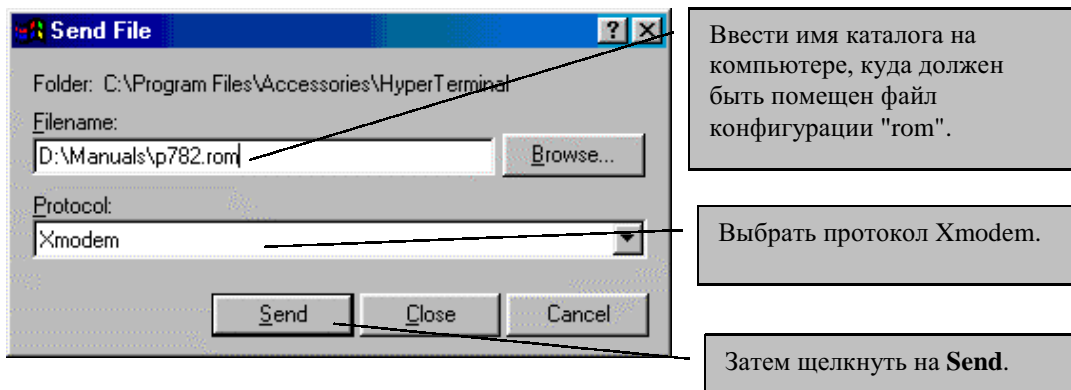 Send File
Folder: C:\Program Files\Accessories\HyperTerminal
Filename:
D:\Manuals\p782.rom
Browse...
Protocol:
Xmodem
Send
Close
Cancel
Ввести имя каталога на
компьютере, куда должен
быть помещен файл
конфигурации "rom".
Выбрать протокол Xmodem.
Затем щелкнуть на Send.